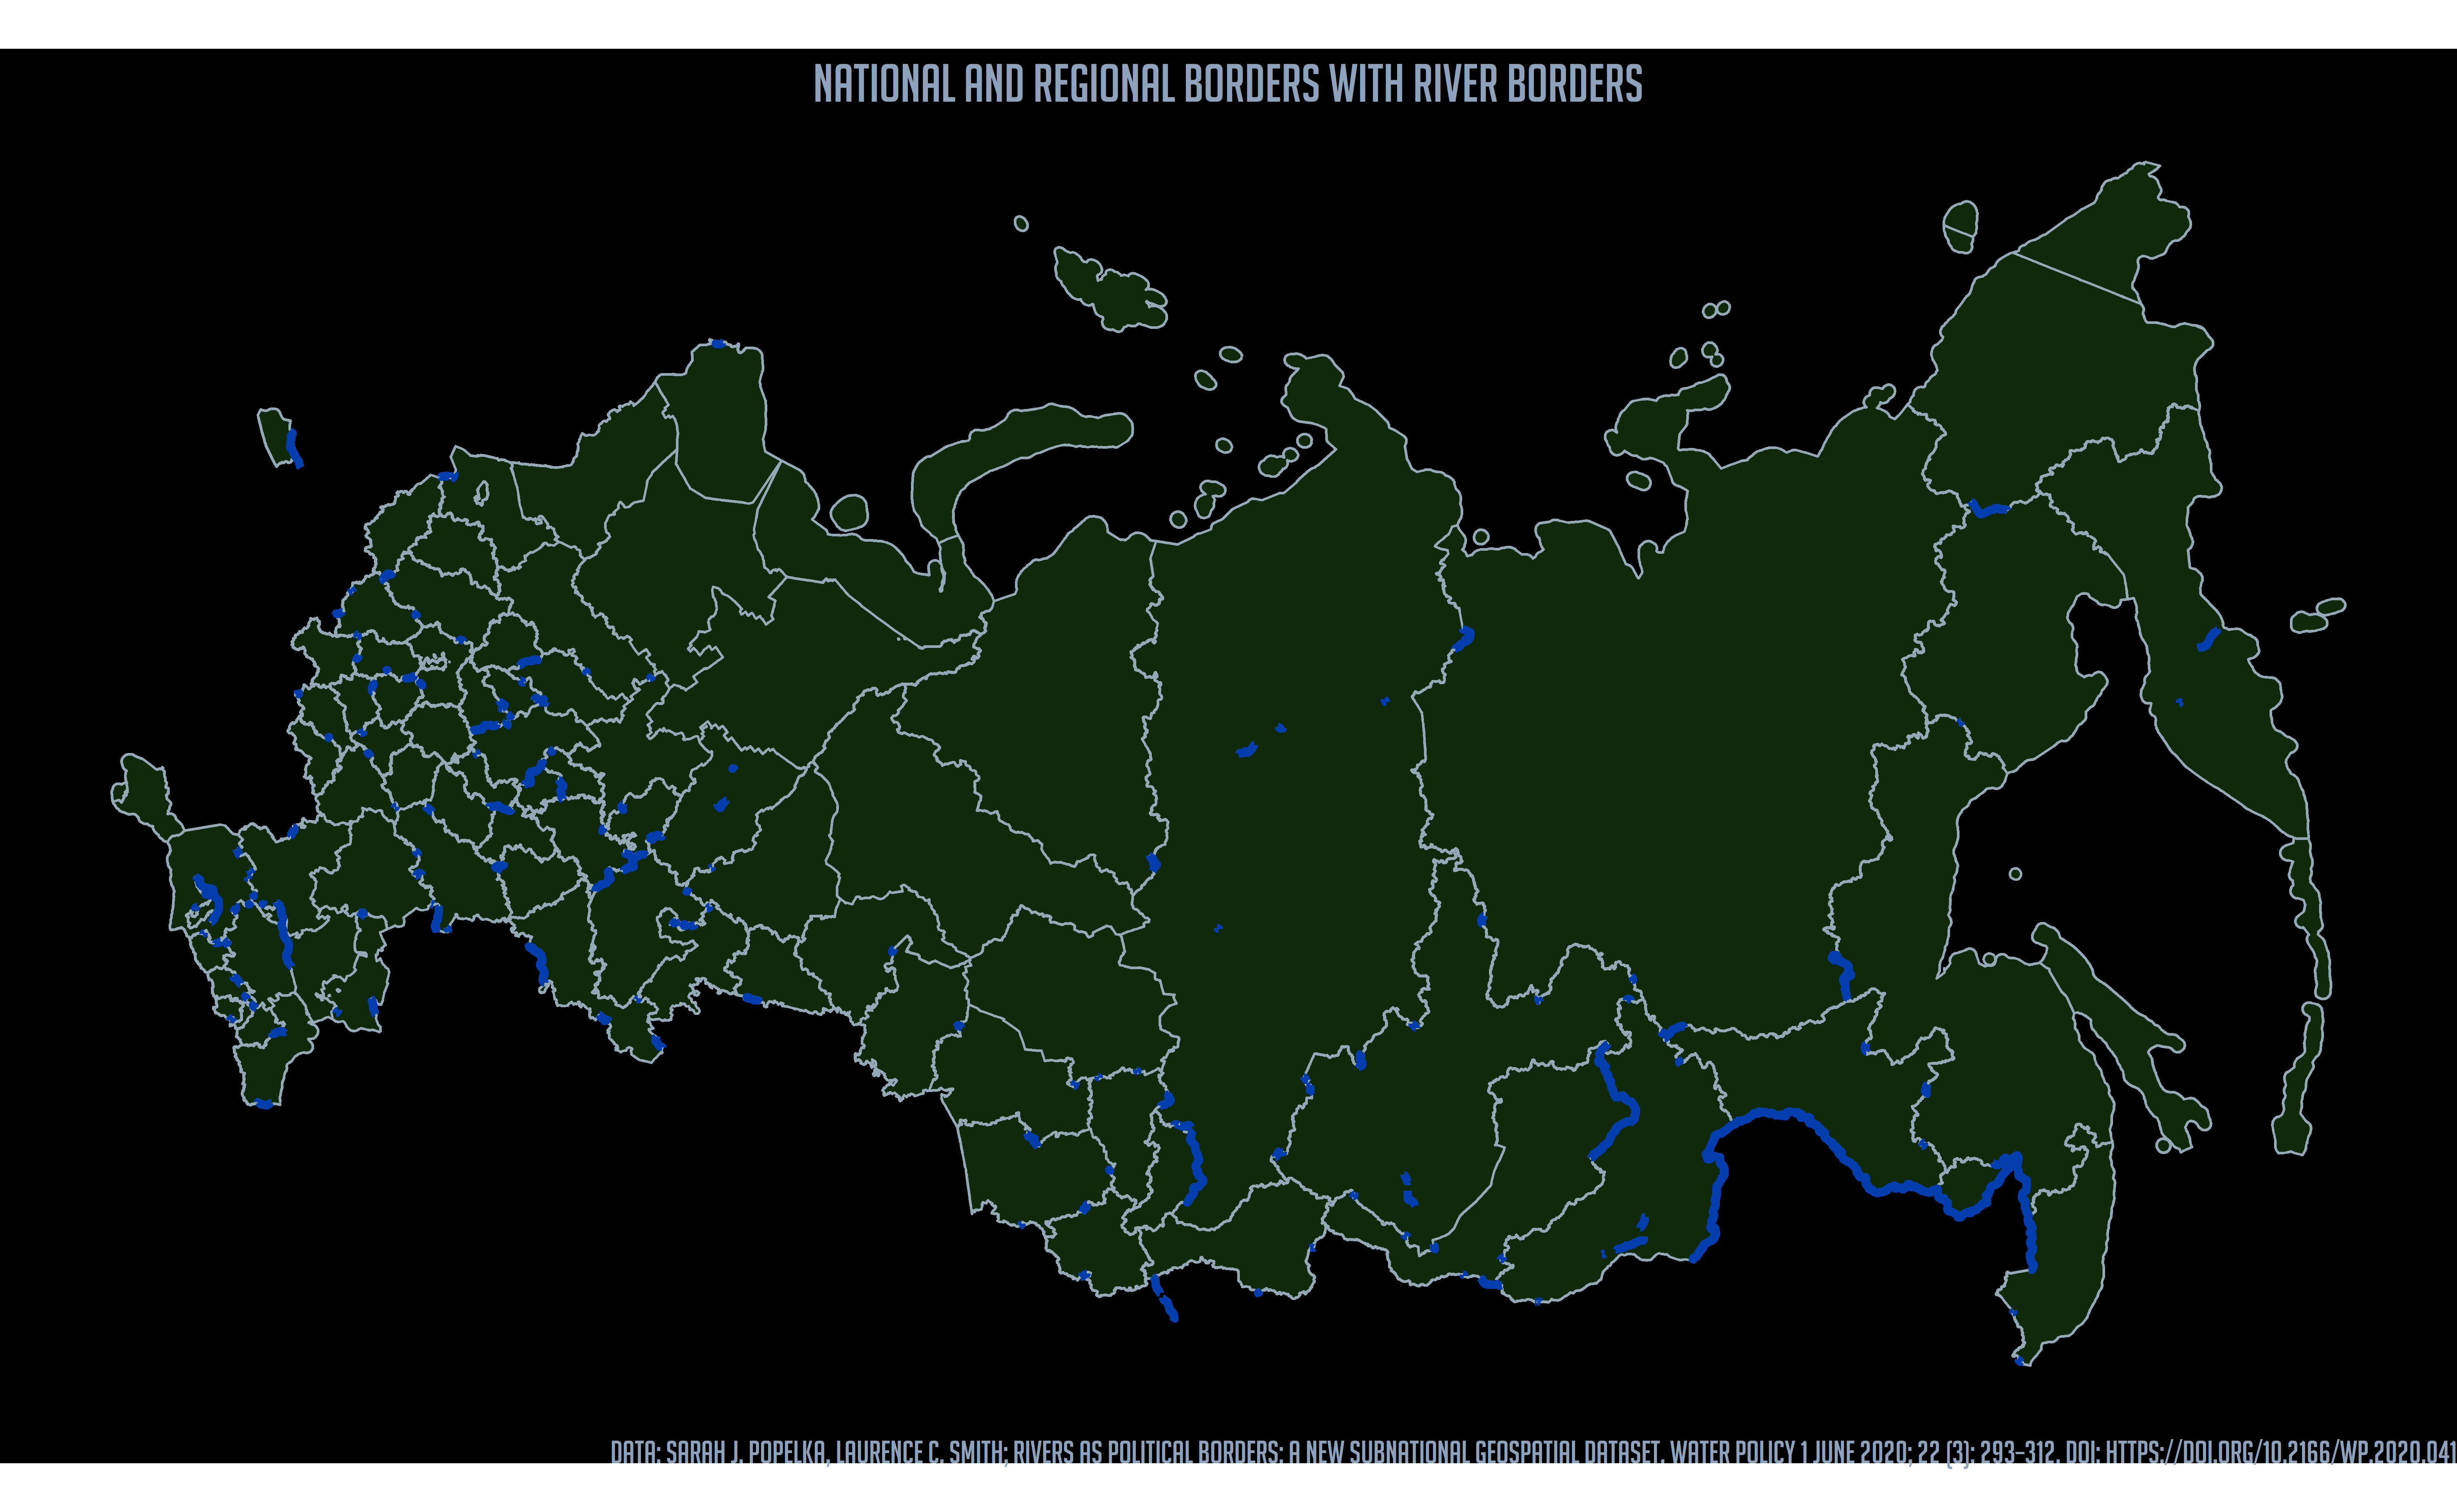 NATIONAL AND REGIONAL BORDERS WITH RIVER BORDERS
DATA: SARAH J. POPELKA, LAURENCE C. SMITH; RIVERS AS POLITICAL BORDERS: A NEW SUBNATIONAL GEOSPATIAL DATASET. WATER POLICY 1 JUNE 2020; 22 (3): 293–312. DOI: HTTPS://DOI.ORG/10.2166/WP.2020.041